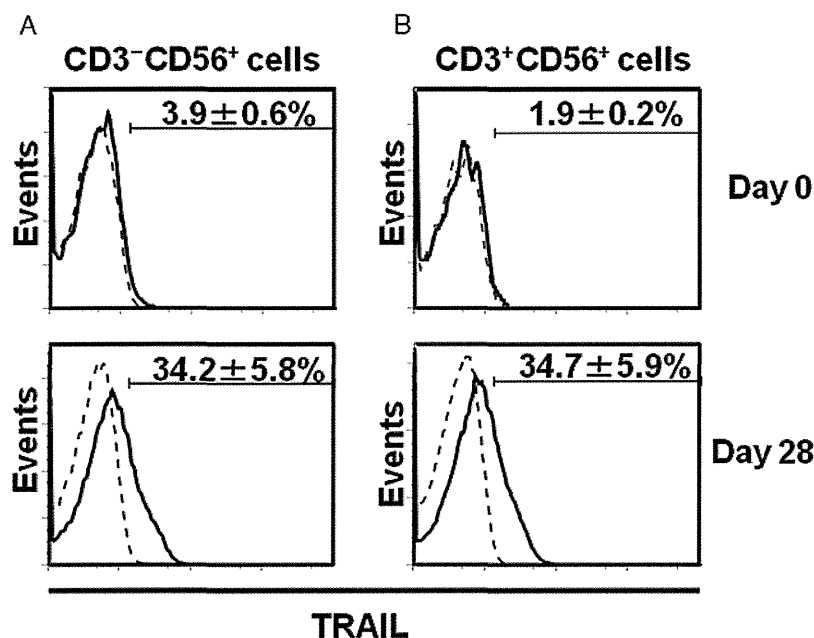 A
B
CD3⁻CD56⁺ cells
CD3⁺CD56⁺ cells
Events
3.9±0.6%
Events
1.9±0.2%
Day 0
Events
34.2±5.8%
Events
34.7±5.9%
Day 28
TRAIL